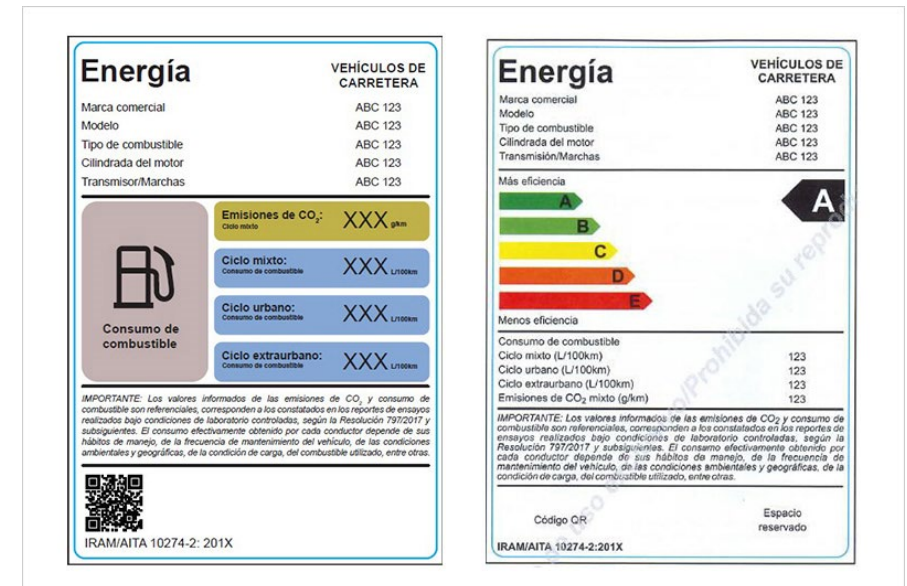 Energía
VEHÍCULOS DE
CARRETERA
Marca comercial ABC 123
Modelo ABC 123
Tipo de combustible ABC 123
Cilindrada del motor ABC 123
Transmisor/Marchas ABC 123
Consumo de
combustible
Emisiones de CO2:
Ciclo mixto
XXX g/km
Ciclo mixto:
Consumo de combustible
XXX L/100km
Ciclo urbano:
Consumo de combustible
XXX L/100km
Ciclo extraurbano:
Consumo de combustible
XXX L/100km
IMPORTANTE: Los valores informados de las emisiones de CO2 y consumo de
combustible son referenciales, corresponden a los constatados en los reportes de ensayos
realizados bajo condiciones de laboratorio controladas, según la Resolución 797/2017 y
subsiguientes. El consumo efectivamente obtenido por cada conductor depende de sus
hábitos de manejo, de la frecuencia de mantenimiento del vehículo, de las condiciones
ambientales y geográficas, de la condición de carga, del combustible utilizado, entre otras.
IRAM/AITA 10274-2: 201X
Energía
VEHÍCULOS DE
CARRETERA
Marca comercial ABC 123
Modelo ABC 123
Tipo de combustible ABC 123
Cilindrada del motor ABC 123
Transmisión/Marchas ABC 123
Más eficiencia
A
A
B
C
D
E
Menos eficiencia
Consumo de combustible
Ciclo mixto (L/100km) 123
Ciclo urbano (L/100km) 123
Ciclo extraurbano (L/100km) 123
Emisiones de CO2 mixto (g/km) 123
IMPORTANTE: Los valores informados de las emisiones de CO2 y consumo de
combustible son referenciales, corresponden a los constatados en los reportes de
ensayos realizados bajo condiciones de laboratorio controladas, según la
Resolución 797/2017 y subsiguientes. El consumo efectivamente obtenido por
cada conductor depende de sus hábitos de manejo, de la frecuencia de
mantenimiento del vehículo, de las condiciones ambientales y geográficas, de la
condición de carga, del combustible utilizado, entre otras.
Código QR
Espacio
reservado
IRAM/AITA 10274-2:201X
Prohibida su